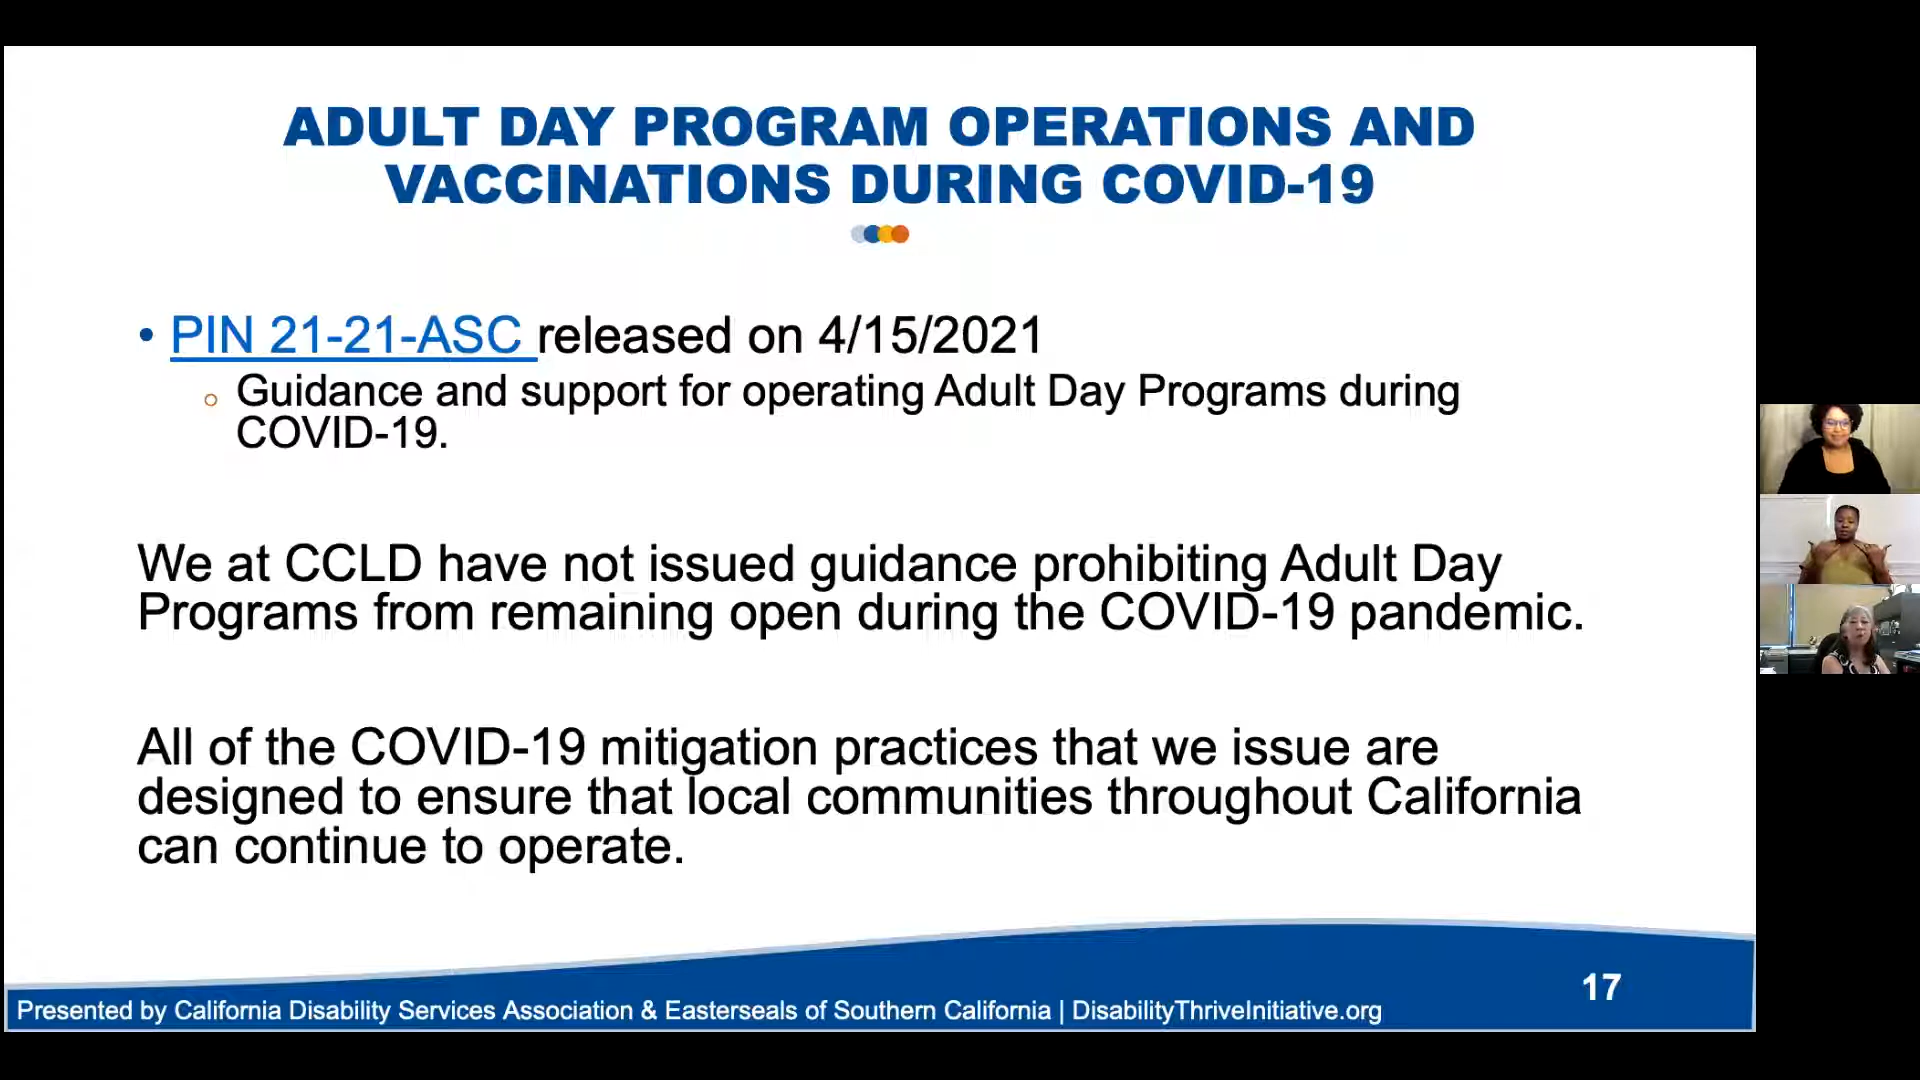 ADULT DAY PROGRAM OPERATIONS AND
VACCINATIONS DURING COVID-19
• PIN 21-21-ASC released on 4/15/2021
Guidance and support for operating Adult Day Programs during
COVID-19.
We at CCLD have not issued guidance prohibiting Adult Day
Programs from remaining open during the COVID-19 pandemic.
All of the COVID-19 mitigation practices that we issue are
designed to ensure that local communities throughout California
can continue to operate.
17
Presented by California Disability Services Association & Easterseals of Southern California | DisabilityThriveInitiative.org